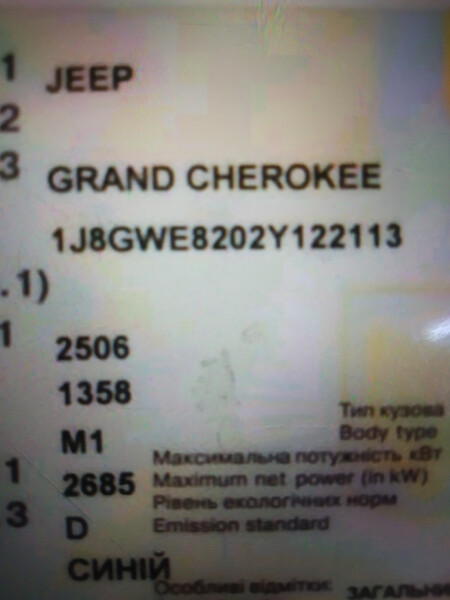 1 JEEP
2
3 GRAND CHEROKEE
1J8GWE8202Y122113
.1)
1 2506
1358
Тип кузова
M1 Body type
Максимальна потужність кВт
1 2685 Maximum net power (in kW)
Рівень екологічних норм
3 D Emission standard
СИНІЙ
Особливі відмітки: ЗАГАЛЬНИ